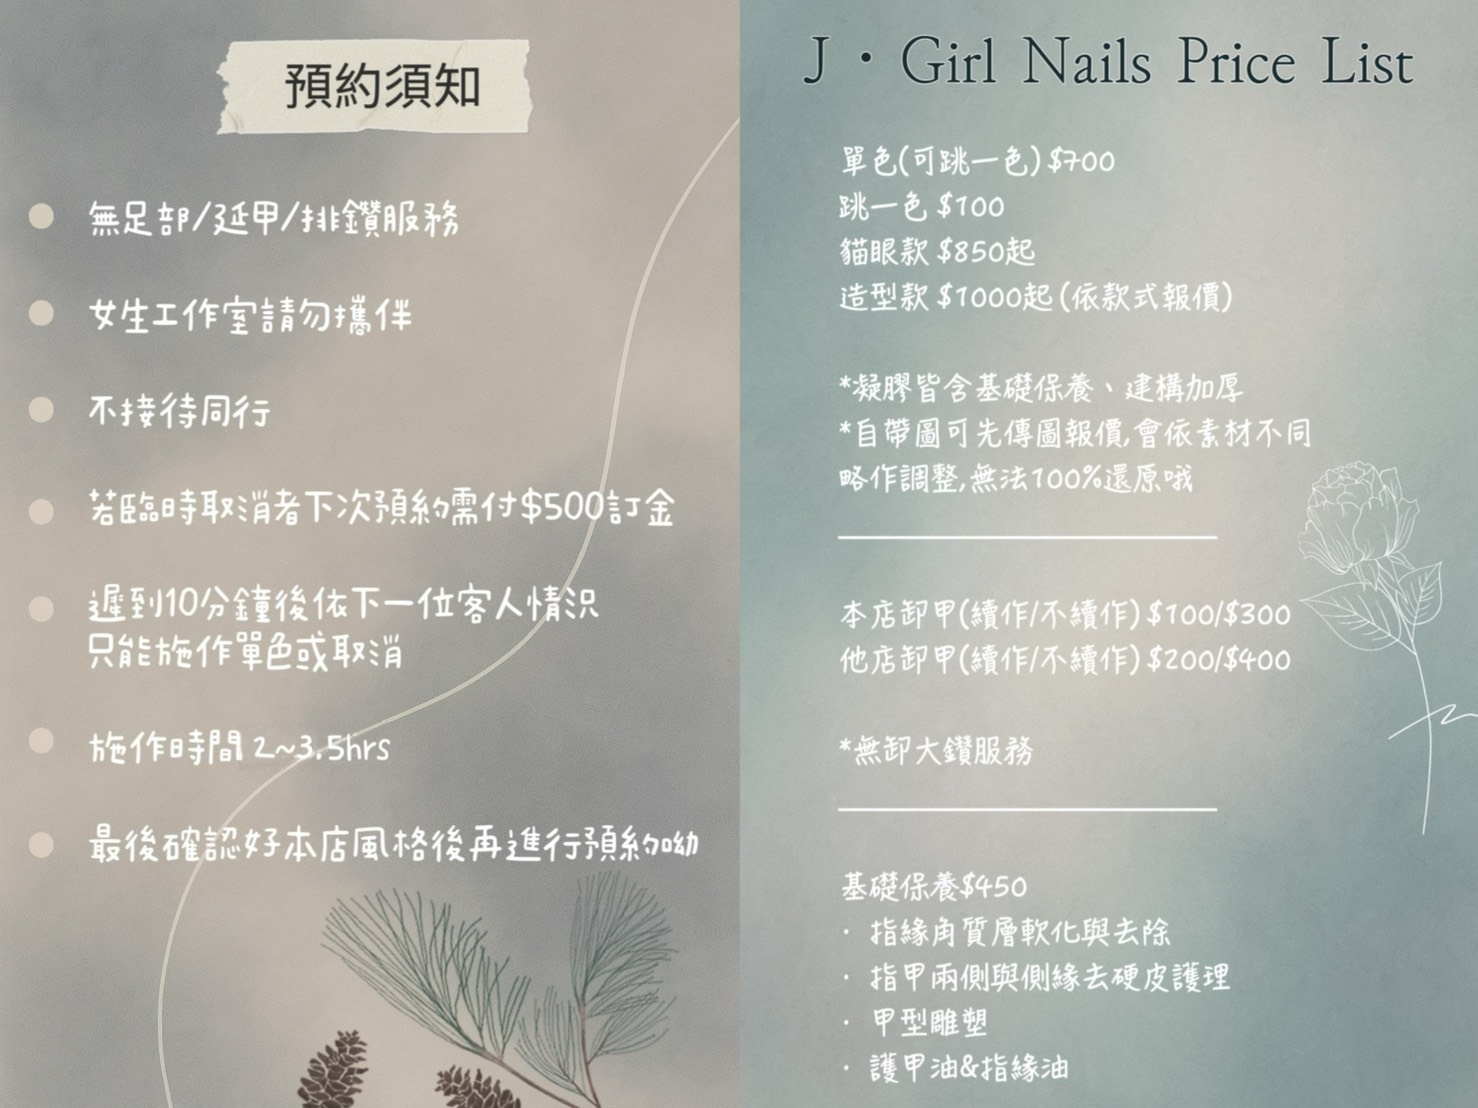 預約須知
無足部/延甲/排鑽服務
女生工作室請勿攜伴
不接待同行
若臨時取消者下次預約需付$500訂金
遲到10分鐘後依下一位客人情況
只能施作單色或取消
施作時間 2~3.5hrs
最後確認好本店風格後再進行預約呦
J · Girl Nails Price List
單色(可跳一色) $700
跳一色 $100
貓眼款 $850起
造型款 $1000起 (依款式報價)
*凝膠皆含基礎保養、建構加厚
*自帶圖可先傳圖報價,會依素材不同
略作調整,無法100%還原哦
本店卸甲(續作/不續作) $100/$300
他店卸甲(續作/不續作) $200/$400
*無卸大鑽服務
基礎保養$450
· 指緣角質層軟化與去除
· 指甲兩側與側緣去硬皮護理
· 甲型雕塑
· 護甲油&指緣油